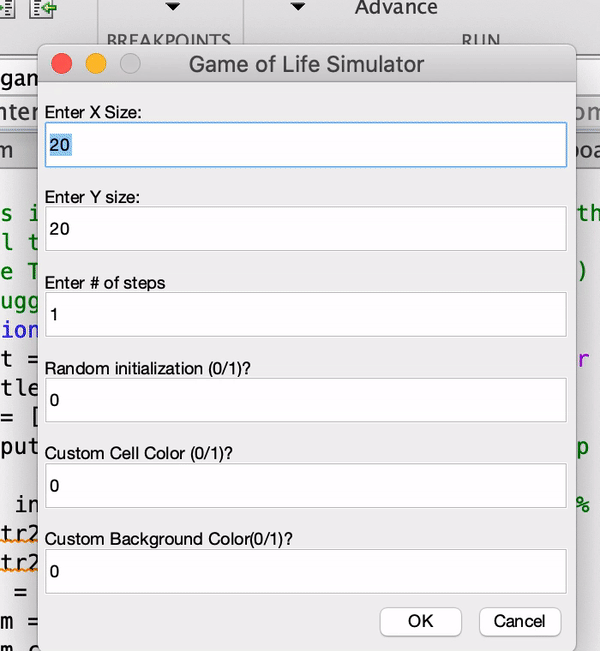 Advance
BREAKPOINTS
RUN
Game of Life Simulator
Enter X Size:
20
Enter Y size:
20
Enter # of steps
1
Random initialization (0/1)?
0
Custom Cell Color (0/1)?
0
Custom Background Color(0/1)?
0
OK Cancel